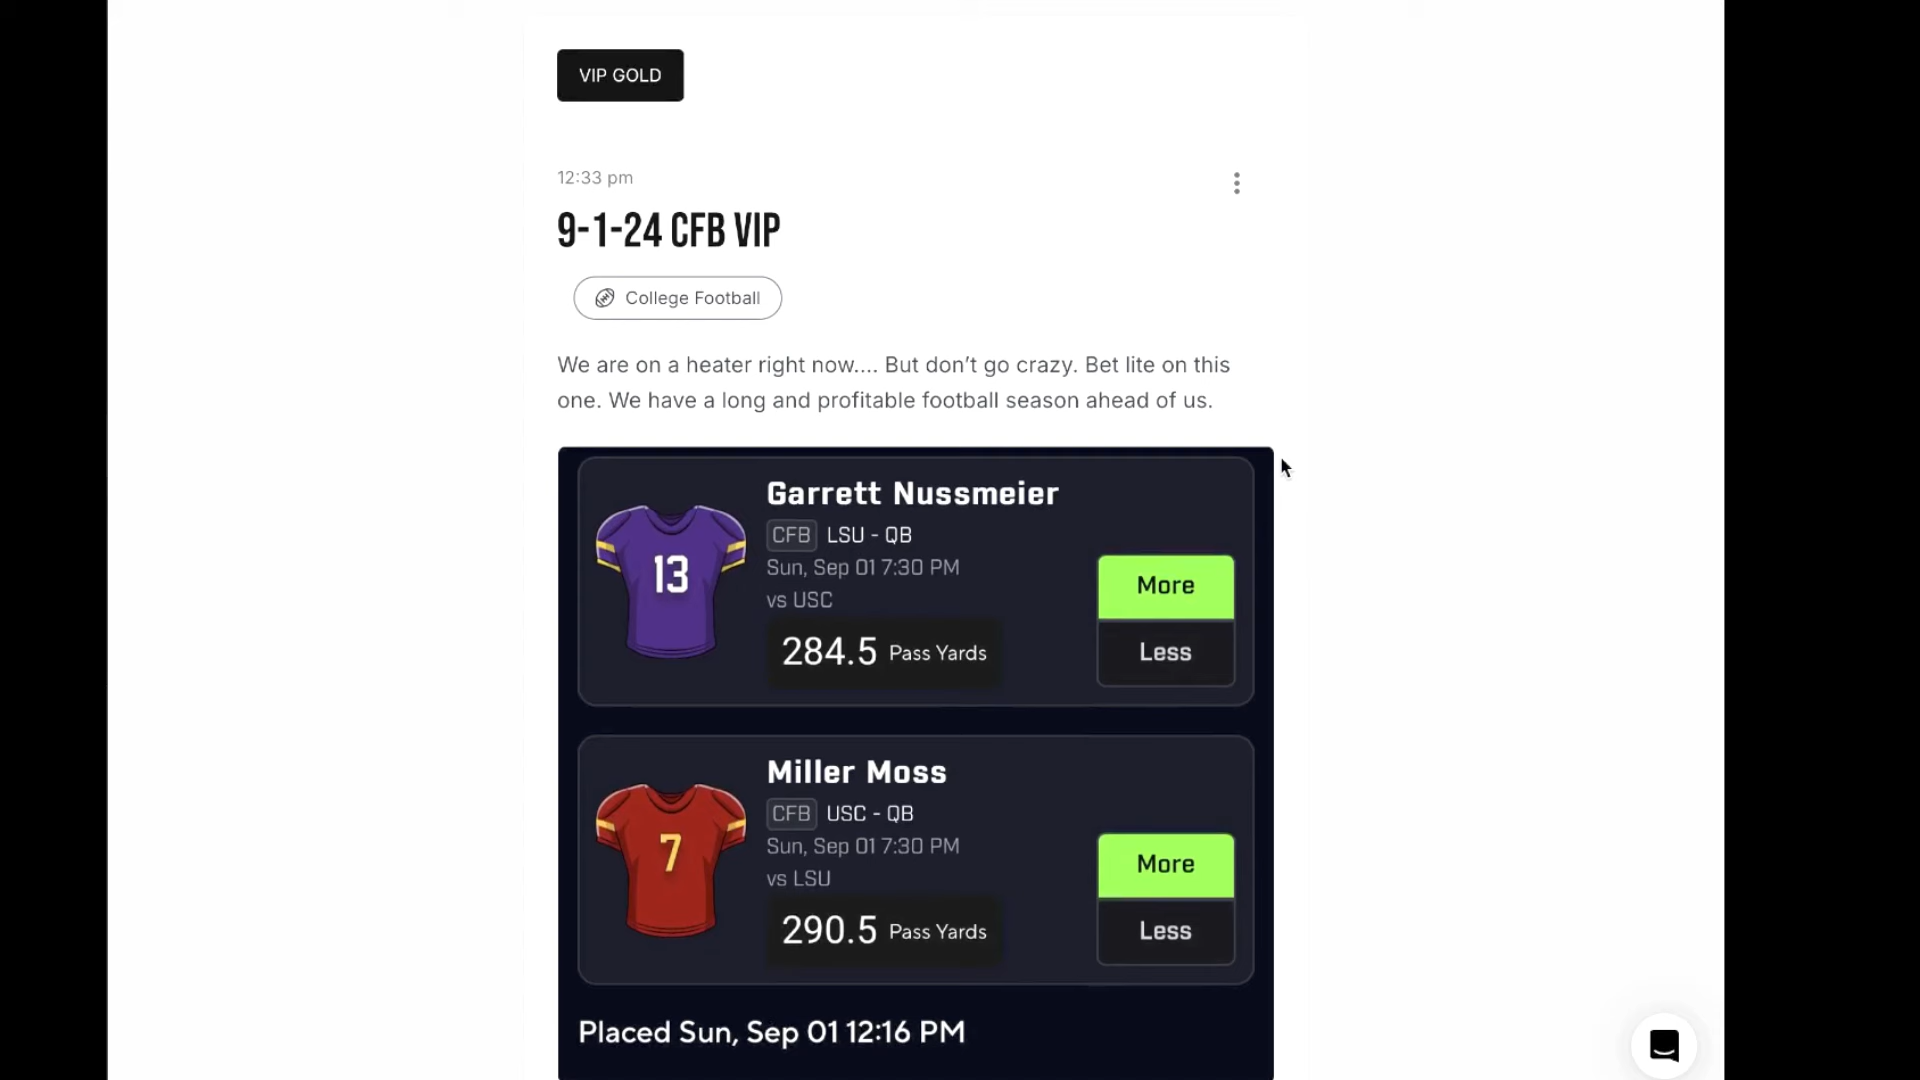 VIP GOLD
12:33 pm
9-1-24 CFB VIP
College Football
We are on a heater right now.... But don’t go crazy. Bet lite on this
one. We have a long and profitable football season ahead of us.
Garrett Nussmeier
CFB LSU - QB
Sun, Sep 01 7:30 PM
vs USC
284.5 Pass Yards
13
More
Less
Miller Moss
CFB USC - QB
Sun, Sep 01 7:30 PM
vs LSU
290.5 Pass Yards
7
More
Less
Placed Sun, Sep 01 12:16 PM